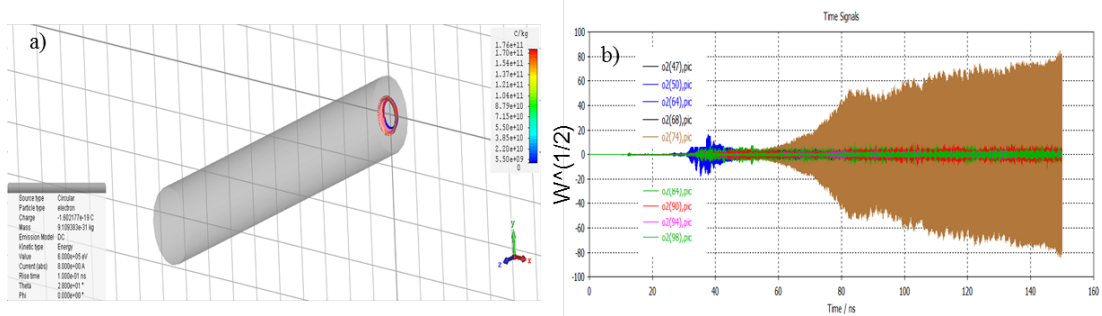 a)
C/kg
1.76e+11
1.70e+11
1.54e+11
1.37e+11
1.21e+11
1.06e+11
8.79e+10
7.15e+10
5.50e+10
3.85e+10
2.20e+10
5.50e+09
0
Source type Circular
Particle type electron
Charge -1.602177e-19 C
Mass 9.109383e-31 kg
Emission Model DC
Kinetic type Energy
Value 6.000e+05 eV
Current (abs) 8.000e+00 A
Rise time 1.000e-01 ns
Theta 2.800e+01 °
Phi 0.000e+00 °
y
z
x
Time Signals
b)
W^(1/2)
100
80
60
40
20
0
-20
-40
-60
-80
-100
o2(47),pic
o2(50),pic
o2(64),pic
o2(68),pic
o2(74),pic
o2(84),pic
o2(90),pic
o2(94),pic
o2(98),pic
0 20 40 60 80 100 120 140 160
Time / ns